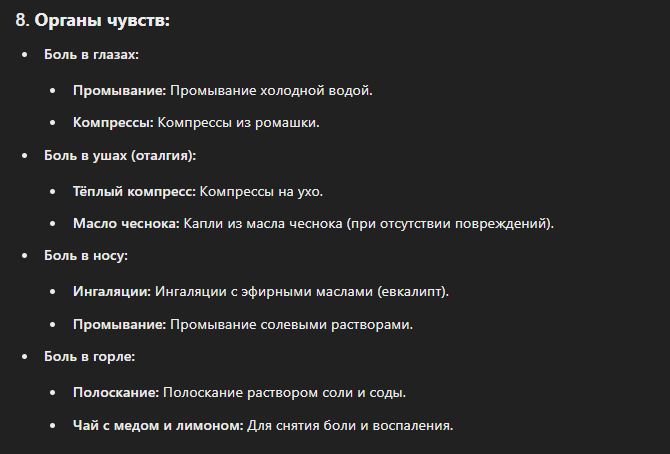 8. Органы чувств:
• Боль в глазах:
• Промывание: Промывание холодной водой.
• Компрессы: Компрессы из ромашки.
• Боль в ушах (оталгия):
• Тёплый компресс: Компрессы на ухо.
• Масло чеснока: Капли из масла чеснока (при отсутствии повреждений).
• Боль в носу:
• Ингаляции: Ингаляции с эфирными маслами (евкалипт).
• Промывание: Промывание солевыми растворами.
• Боль в горле:
• Полоскание: Полоскание раствором соли и соды.
• Чай с медом и лимоном: Для снятия боли и воспаления.